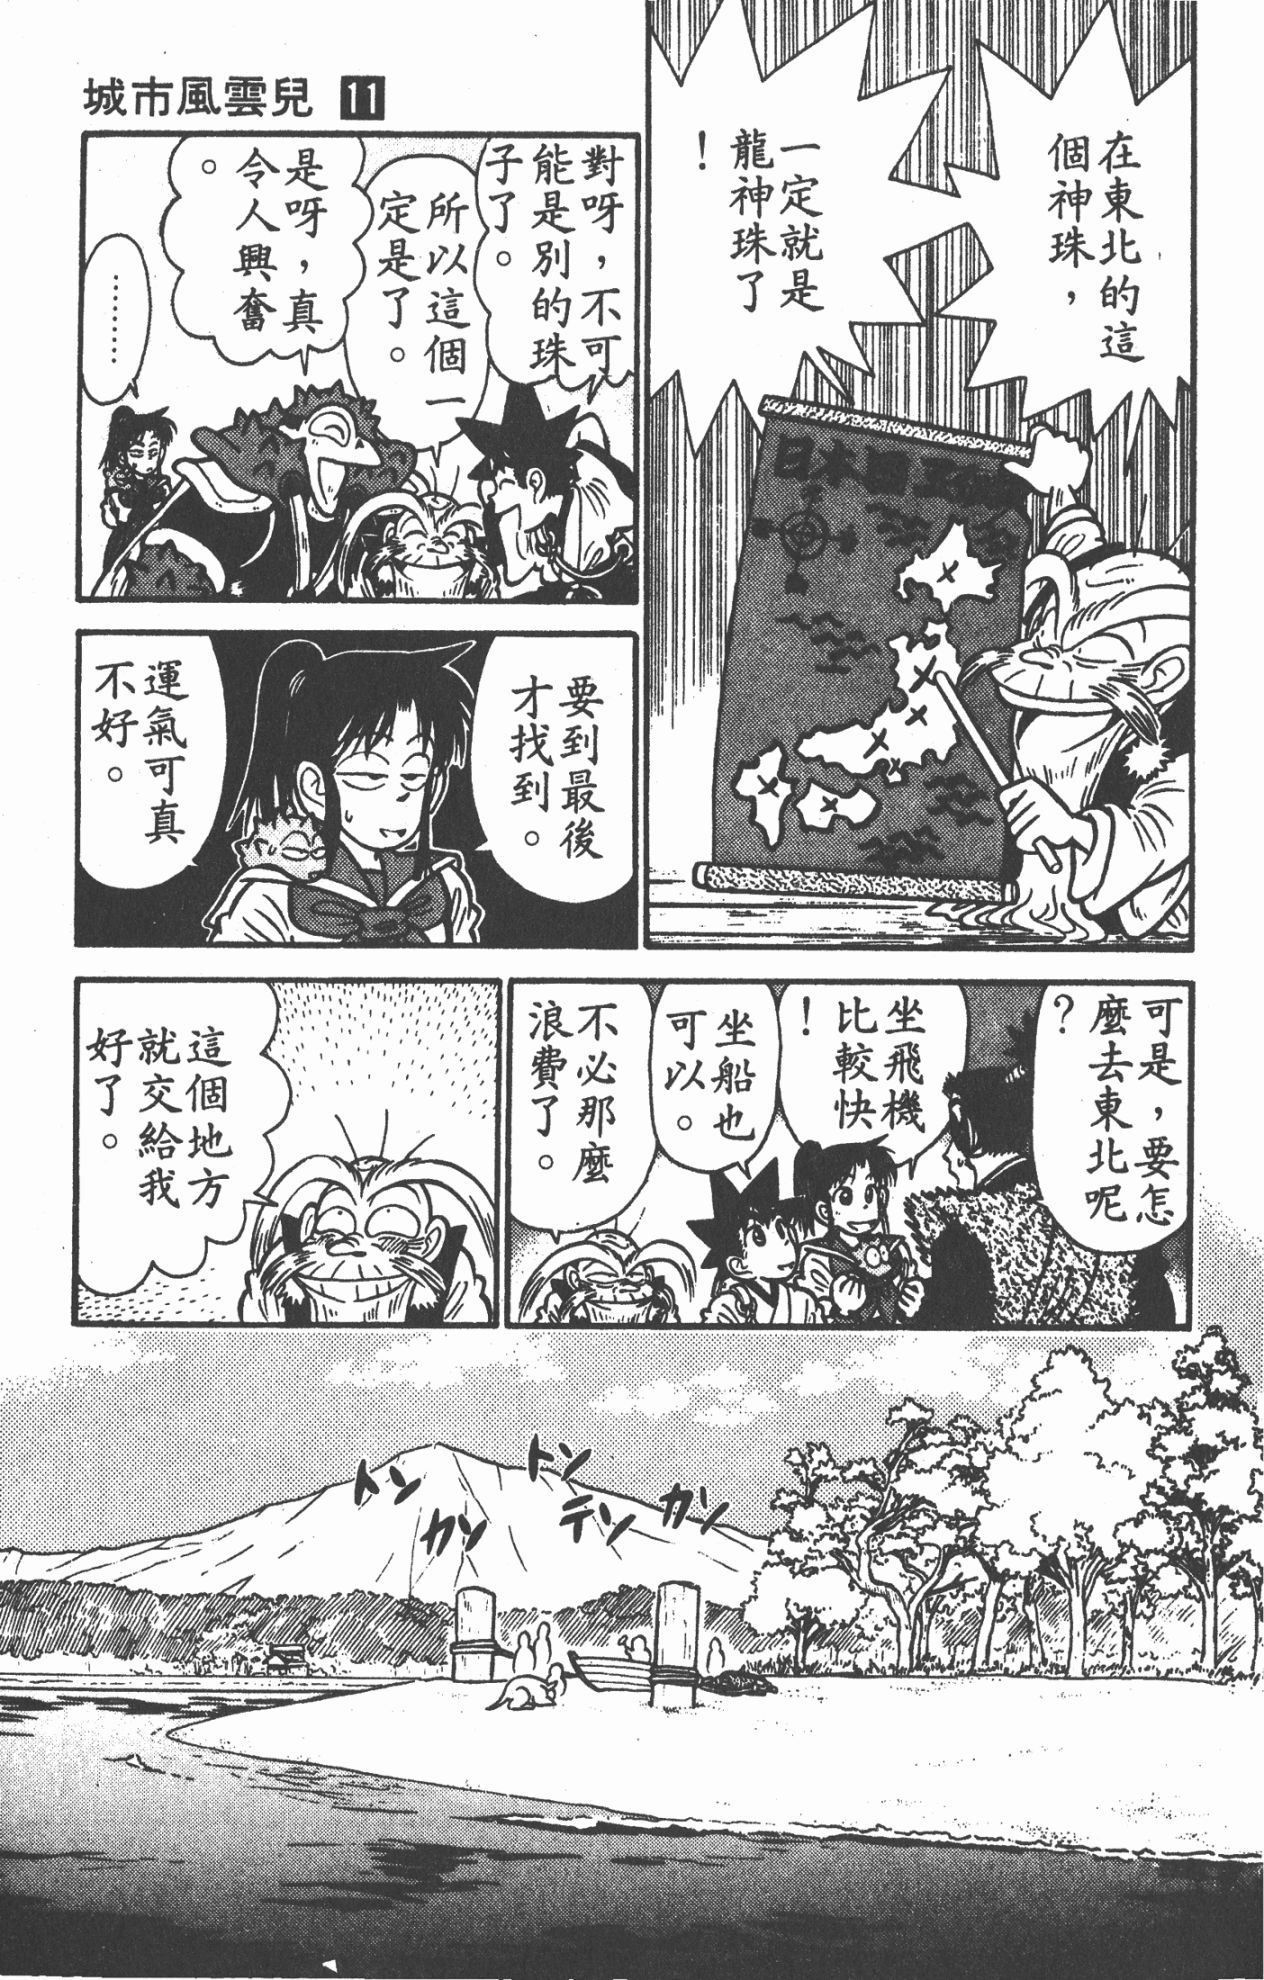 城市風雲兒 11
在東北的這
個神珠，
一定就是
龍神珠了
！
日本国
對呀，不可
能是別的珠
子了。
所以這個一
定是了。
是呀，真
令人興奮
。
………
要到最後
才找到。
運氣可真
不好。
可是，要怎
麼去東北呢
？
坐飛機
比較快
！
坐船也
可以。
不必那麼
浪費了。
這個地方
就交給我
好了。
トン
トン
カン
テン
カン